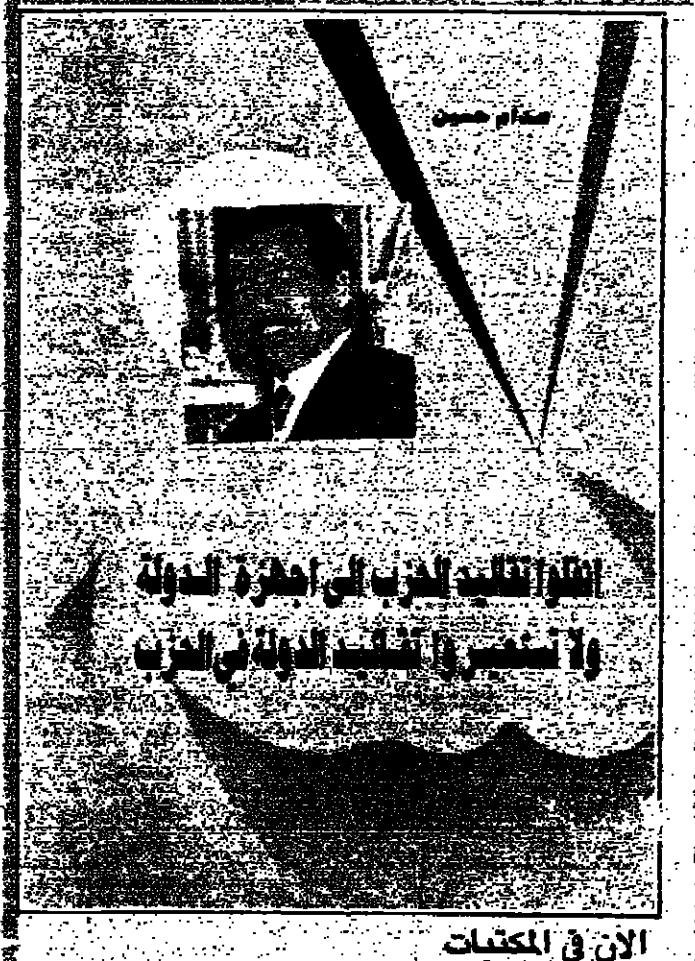 صدام حسين
انقلوا تقاليد الحزب الى اجهزة الدولة
ولا تستعيروا تقاليد الدولة في الحزب
الآن في المكتبات